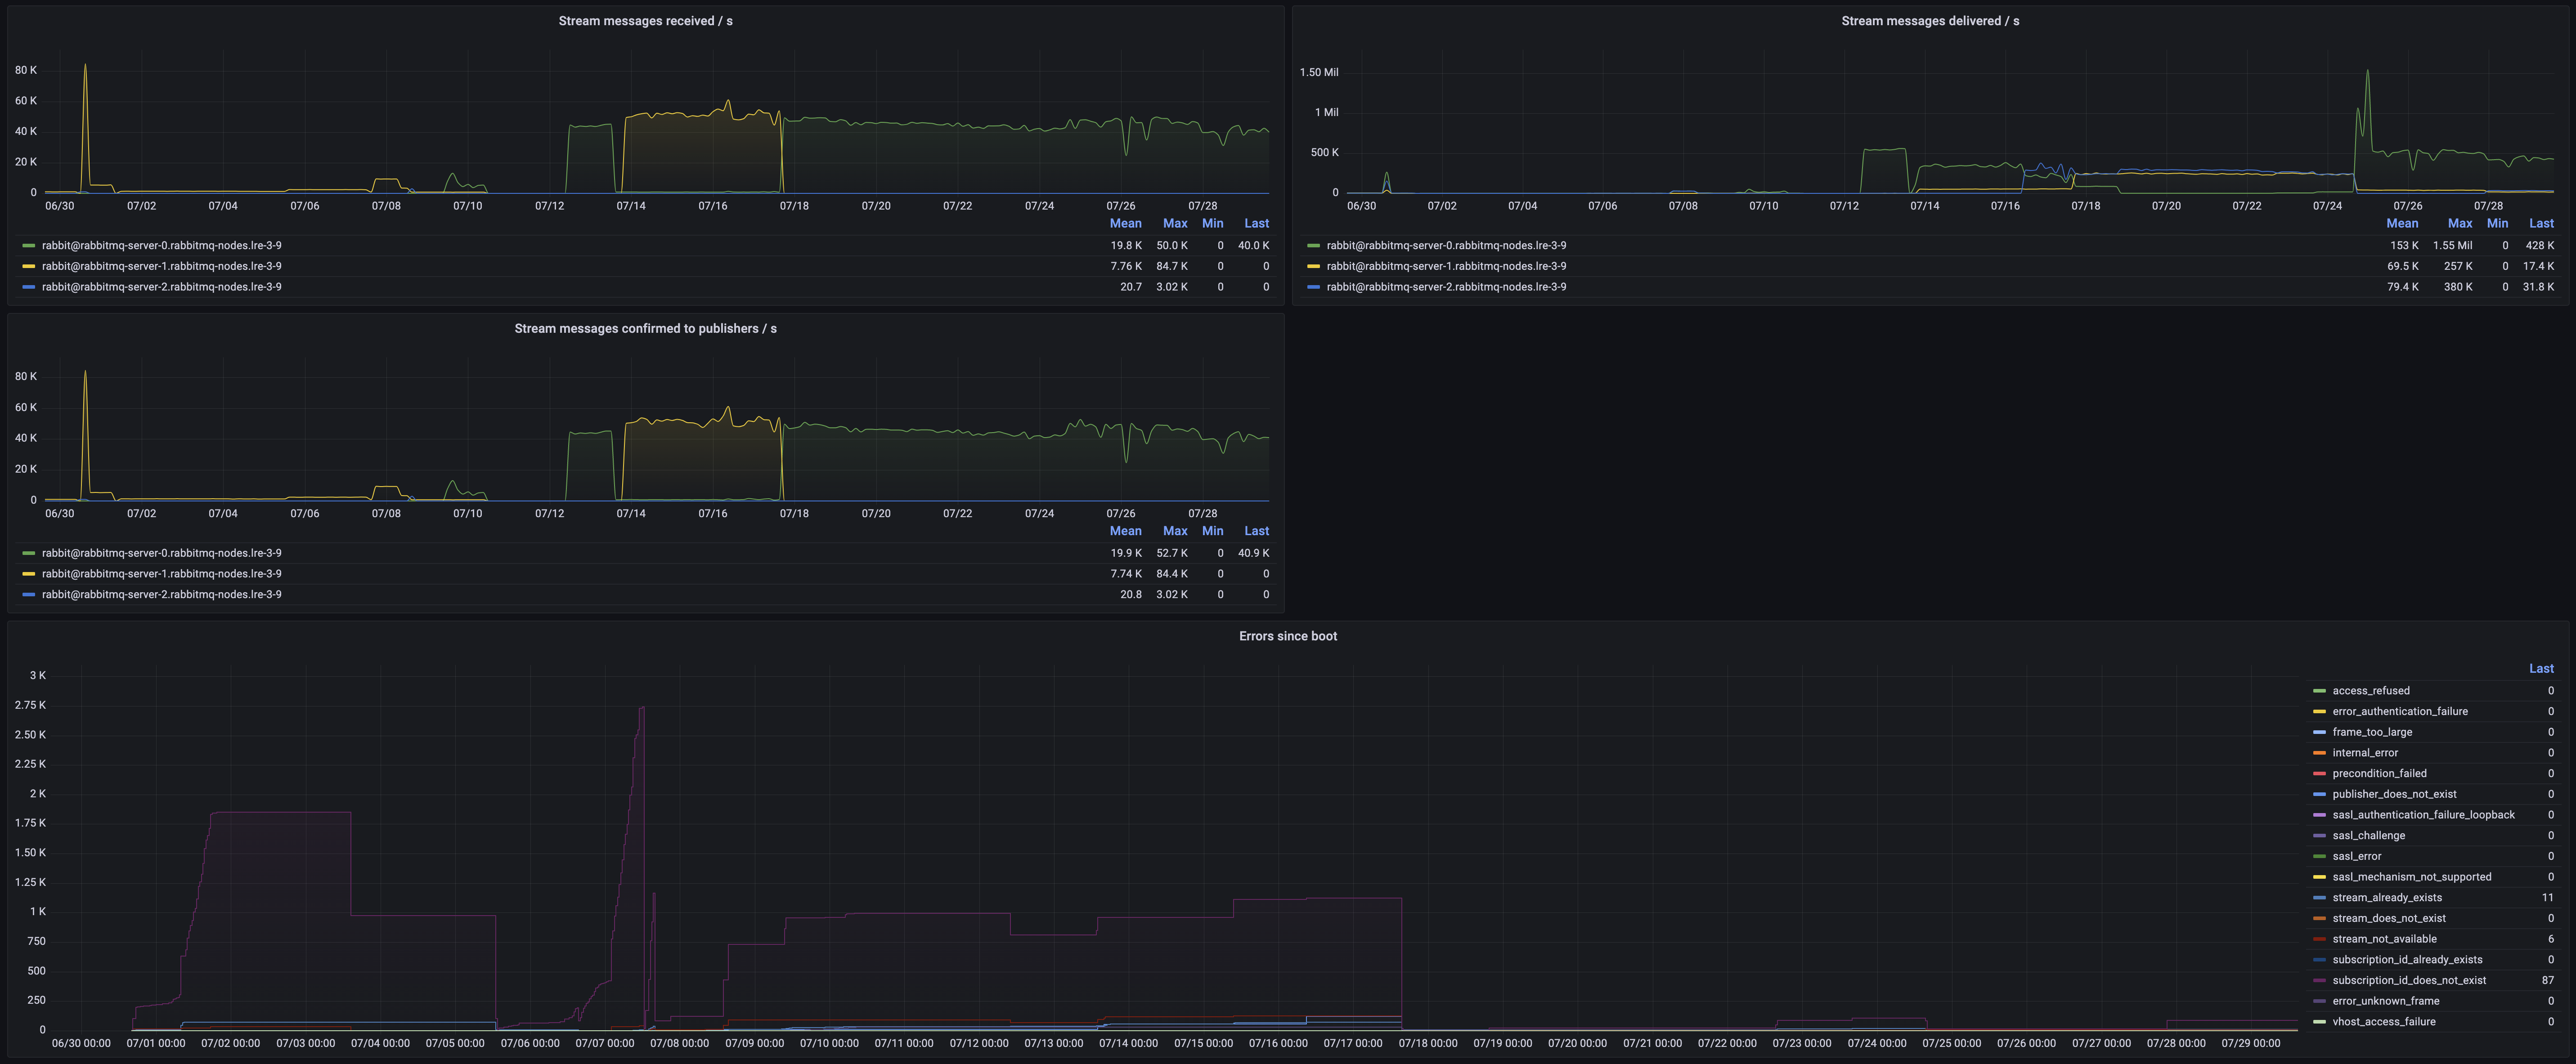 Stream messages received / s
80 K
60 K
40 K
20 K
0
06/30 07/02 07/04 07/06 07/08 07/10 07/12 07/14 07/16 07/18 07/20 07/22 07/24 07/26 07/28
Mean Max Min Last
rabbit@rabbitmq-server-0.rabbitmq-nodes.lre-3-9 19.8 K 50.0 K 0 40.0 K
rabbit@rabbitmq-server-1.rabbitmq-nodes.lre-3-9 7.76 K 84.7 K 0 0
rabbit@rabbitmq-server-2.rabbitmq-nodes.lre-3-9 20.7 3.02 K 0 0
Stream messages delivered / s
1.50 Mil
1 Mil
500 K
0
06/30 07/02 07/04 07/06 07/08 07/10 07/12 07/14 07/16 07/18 07/20 07/22 07/24 07/26 07/28
Mean Max Min Last
rabbit@rabbitmq-server-0.rabbitmq-nodes.lre-3-9 153 K 1.55 Mil 0 428 K
rabbit@rabbitmq-server-1.rabbitmq-nodes.lre-3-9 69.5 K 257 K 0 17.4 K
rabbit@rabbitmq-server-2.rabbitmq-nodes.lre-3-9 79.4 K 380 K 0 31.8 K
Stream messages confirmed to publishers / s
80 K
60 K
40 K
20 K
0
06/30 07/02 07/04 07/06 07/08 07/10 07/12 07/14 07/16 07/18 07/20 07/22 07/24 07/26 07/28
Mean Max Min Last
rabbit@rabbitmq-server-0.rabbitmq-nodes.lre-3-9 19.9 K 52.7 K 0 40.9 K
rabbit@rabbitmq-server-1.rabbitmq-nodes.lre-3-9 7.74 K 84.4 K 0 0
rabbit@rabbitmq-server-2.rabbitmq-nodes.lre-3-9 20.8 3.02 K 0 0
Errors since boot
3 K
2.75 K
2.50 K
2.25 K
2 K
1.75 K
1.50 K
1.25 K
1 K
750
500
250
0
06/30 00:00 07/01 00:00 07/02 00:00 07/03 00:00 07/04 00:00 07/05 00:00 07/06 00:00 07/07 00:00 07/08 00:00 07/09 00:00 07/10 00:00 07/11 00:00 07/12 00:00 07/13 00:00 07/14 00:00 07/15 00:00 07/16 00:00 07/17 00:00 07/18 00:00 07/19 00:00 07/20 00:00 07/21 00:00 07/22 00:00 07/23 00:00 07/24 00:00 07/25 00:00 07/26 00:00 07/27 00:00 07/28 00:00 07/29 00:00
Last
access_refused 0
error_authentication_failure 0
frame_too_large 0
internal_error 0
precondition_failed 0
publisher_does_not_exist 0
sasl_authentication_failure_loopback 0
sasl_challenge 0
sasl_error 0
sasl_mechanism_not_supported 0
stream_already_exists 11
stream_does_not_exist 0
stream_not_available 6
subscription_id_already_exists 0
subscription_id_does_not_exist 87
error_unknown_frame 0
vhost_access_failure 0